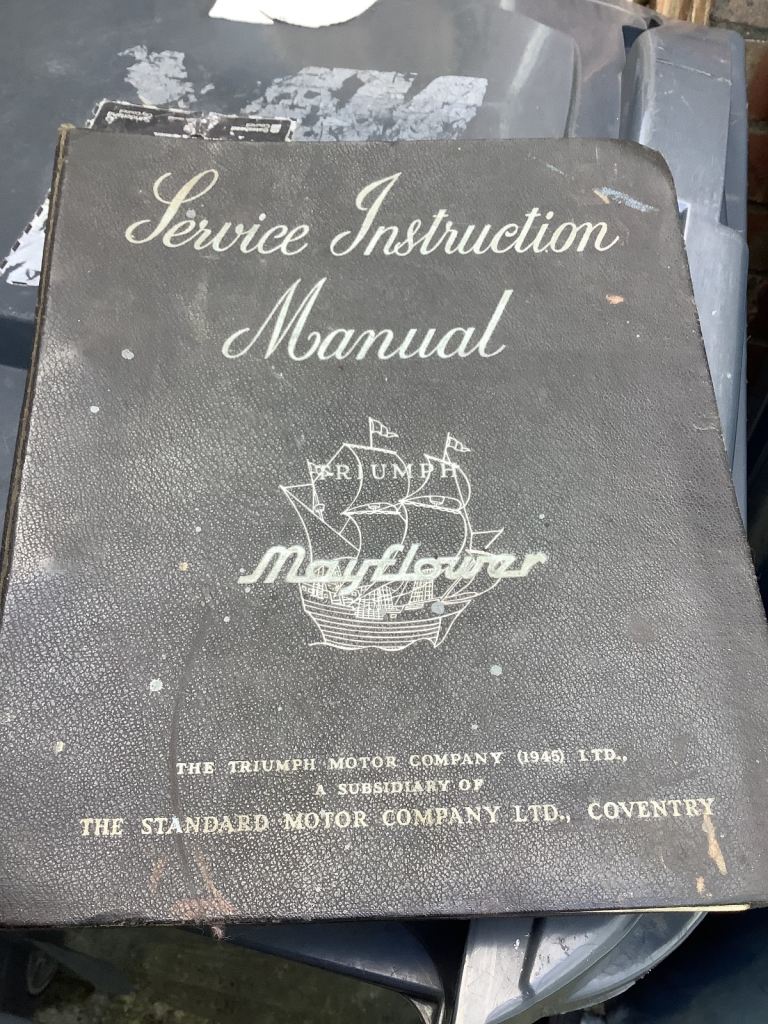 Service Instruction
Manual
TRIUMPH
Mayflower
THE TRIUMPH MOTOR COMPANY (1945) LTD.,
A SUBSIDIARY OF
THE STANDARD MOTOR COMPANY LTD., COVENTRY